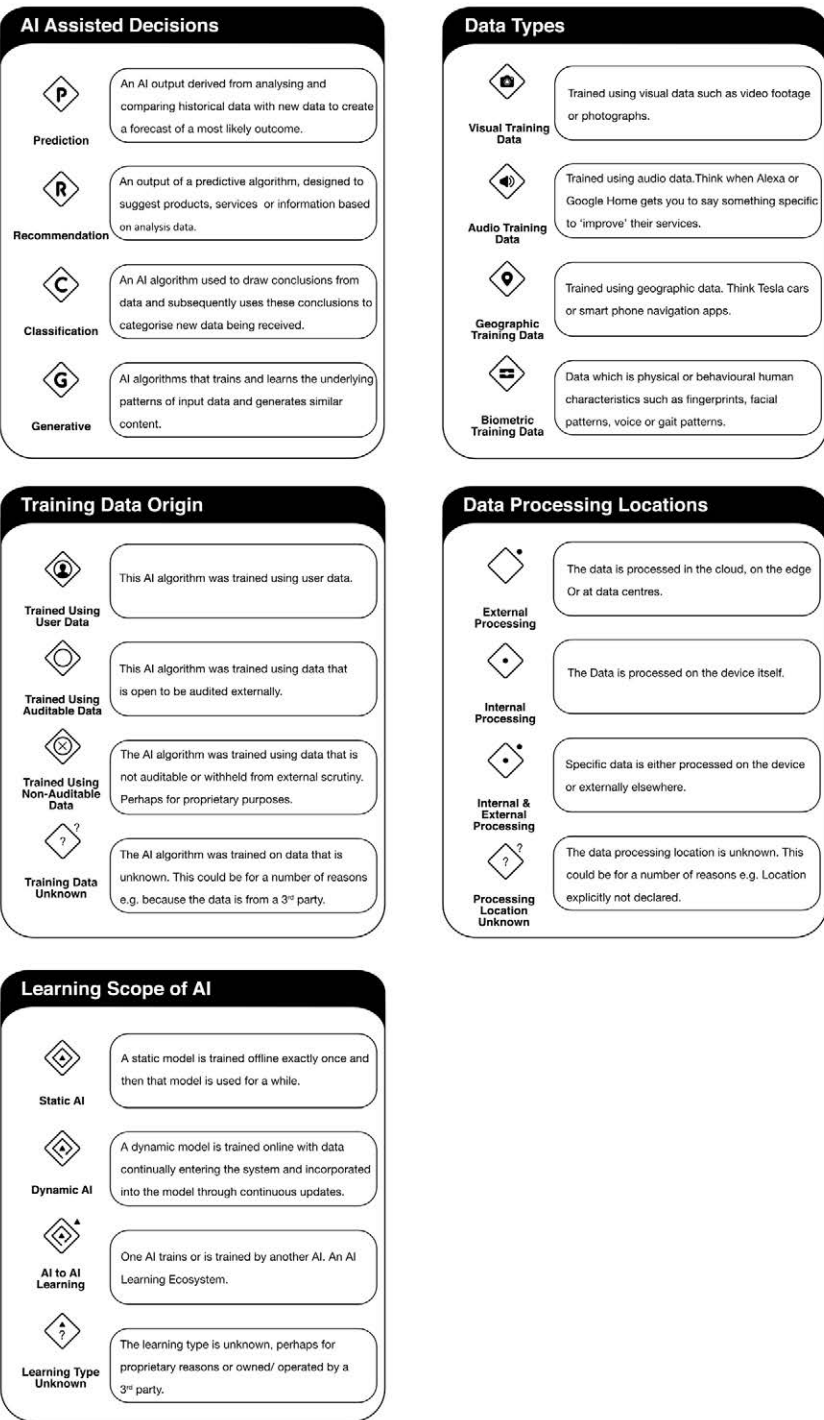 AI Assisted Decisions
P
Prediction
An AI output derived from analysing and
comparing historical data with new data to create
a forecast of a most likely outcome.
R
Recommendation
An output of a predictive algorithm, designed to
suggest products, services or information based
on analysis data.
C
Classification
An AI algorithm used to draw conclusions from
data and subsequently uses these conclusions to
categorise new data being received.
G
Generative
AI algorithms that trains and learns the underlying
patterns of input data and generates similar
content.
Data Types
Visual Training
Data
Trained using visual data such as video footage
or photographs.
Audio Training
Data
Trained using audio data.Think when Alexa or
Google Home gets you to say something specific
to ‘improve’ their services.
Geographic
Training Data
Trained using geographic data. Think Tesla cars
or smart phone navigation apps.
Biometric
Training Data
Data which is physical or behavioural human
characteristics such as fingerprints, facial
patterns, voice or gait patterns.
Training Data Origin
Trained Using
User Data
This AI algorithm was trained using user data.
Trained Using
Auditable Data
This AI algorithm was trained using data that
is open to be audited externally.
Trained Using
Non-Auditable
Data
The AI algorithm was trained using data that is
not auditable or withheld from external scrutiny.
Perhaps for proprietary purposes.
? ?
Training Data
Unknown
The AI algorithm was trained on data that is
unknown. This could be for a number of reasons
e.g. because the data is from a 3rd party.
Data Processing Locations
External
Processing
The data is processed in the cloud, on the edge
Or at data centres.
Internal
Processing
The Data is processed on the device itself.
Internal &
External
Processing
Specific data is either processed on the device
or externally elsewhere.
? ?
Processing
Location
Unknown
The data processing location is unknown. This
could be for a number of reasons e.g. Location
explicitly not declared.
Learning Scope of AI
Static AI
A static model is trained offline exactly once and
then that model is used for a while.
Dynamic AI
A dynamic model is trained online with data
continually entering the system and incorporated
into the model through continuous updates.
AI to AI
Learning
One AI trains or is trained by another AI. An AI
Learning Ecosystem.
?
Learning Type
Unknown
The learning type is unknown, perhaps for
proprietary reasons or owned/ operated by a
3rd party.